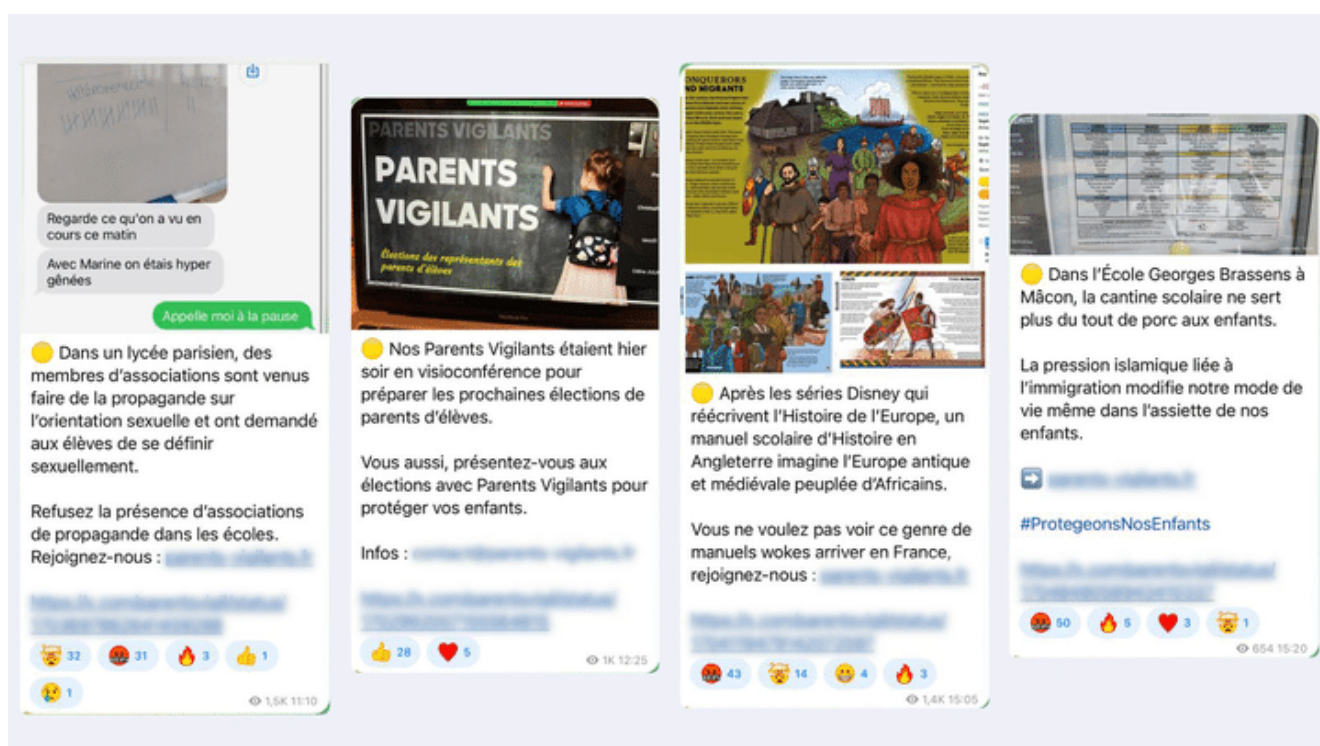 Regarde ce qu'on a vu en
cours ce matin
Avec Marine on étais hyper
gênées
Appelle moi à la pause
Dans un lycée parisien, des
membres d'associations sont venus
faire de la propagande sur
l'orientation sexuelle et ont demandé
aux élèves de se définir
sexuellement.
Refusez la présence d'associations
de propagande dans les écoles.
Rejoignez-nous :
32
31
3
1
1
1,5K 11:10
PARENTS VIGILANTS
PARENTS
VIGILANTS
Élections des représentants des
parents d'élèves
Nos Parents Vigilants étaient hier
soir en visioconférence pour
préparer les prochaines élections de
parents d'élèves.
Vous aussi, présentez-vous aux
élections avec Parents Vigilants pour
protéger vos enfants.
Infos :
28
5
1K 12:25
CONQUERORS
AND MIGRANTS
Après les séries Disney qui
réécrivent l'Histoire de l'Europe, un
manuel scolaire d'Histoire en
Angleterre imagine l'Europe antique
et médiévale peuplée d'Africains.
Vous ne voulez pas voir ce genre de
manuels wokes arriver en France,
rejoignez-nous :
43
14
4
3
1,4K 15:05
Dans l'École Georges Brassens à
Mâcon, la cantine scolaire ne sert
plus du tout de porc aux enfants.
La pression islamique liée à
l'immigration modifie notre mode de
vie même dans l'assiette de nos
enfants.
#ProtegeonsNosEnfants
50
5
3
1
654 15:20